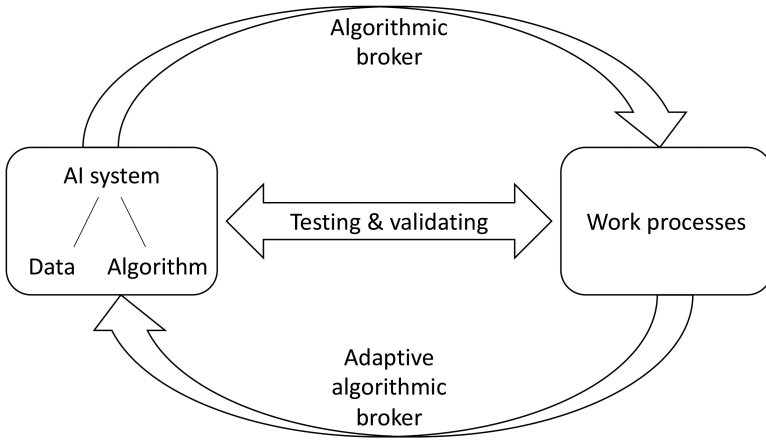 Algorithmic
broker
AI system
Data Algorithm
Testing & validating
Work processes
Adaptive
algorithmic
broker